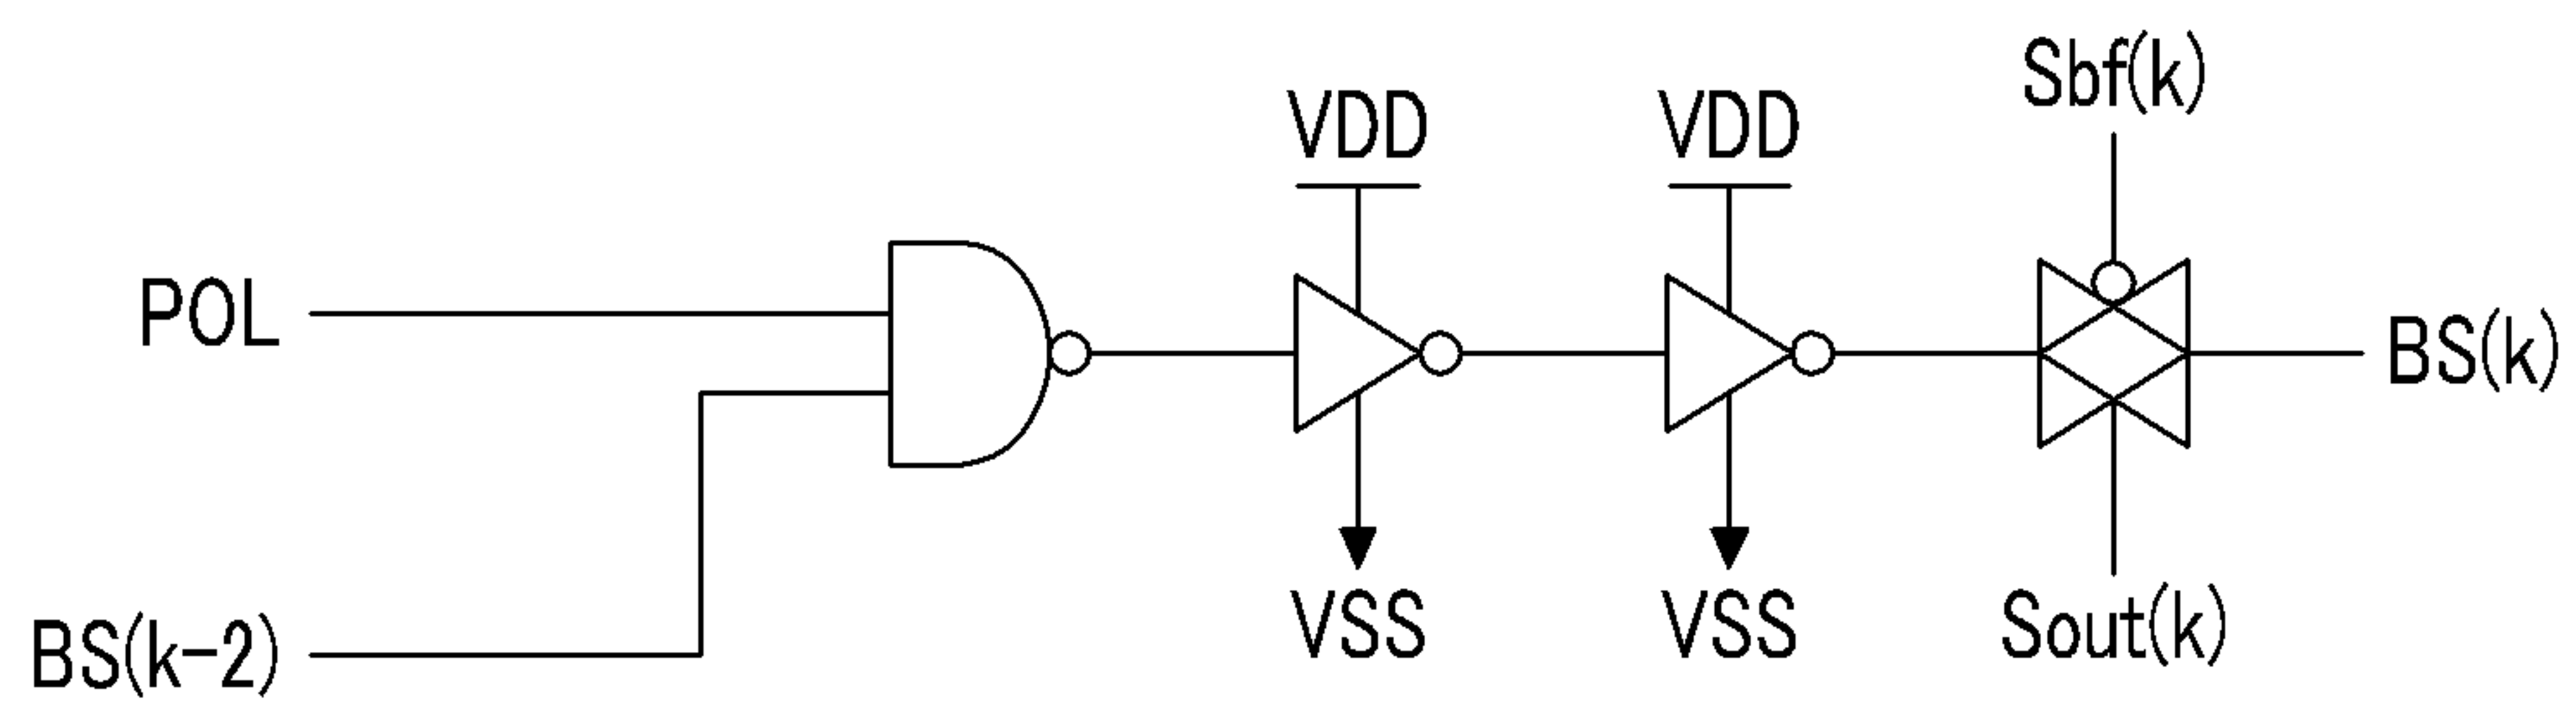 Sbf(k)
VDD
VDD
POL
BS(k)
VSS
VSS
Sout(k)
BS(k-2)